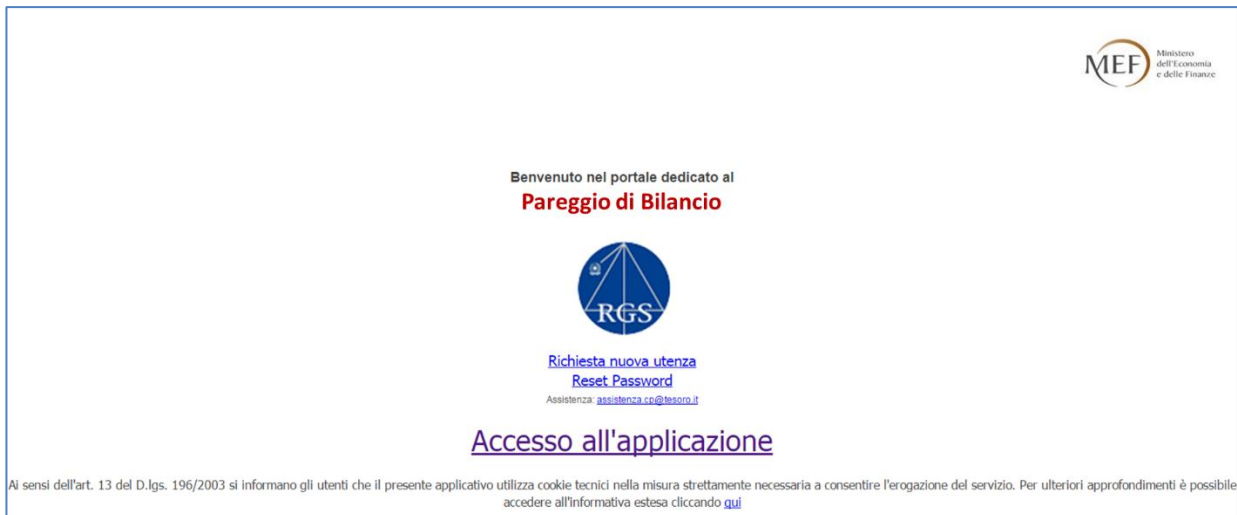 MEF
Ministero
dell'Economia
e delle Finanze
Benvenuto nel portale dedicato al
Pareggio di Bilancio
RGS
Richiesta nuova utenza
Reset Password
Assistenza: assistenza.cp@tesoro.it
Accesso all'applicazione
Ai sensi dell'art. 13 del D.lgs. 196/2003 si informano gli utenti che il presente applicativo utilizza cookie tecnici nella misura strettamente necessaria a consentire l'erogazione del servizio. Per ulteriori approfondimenti è possibile
accedere all'informativa estesa cliccando qui